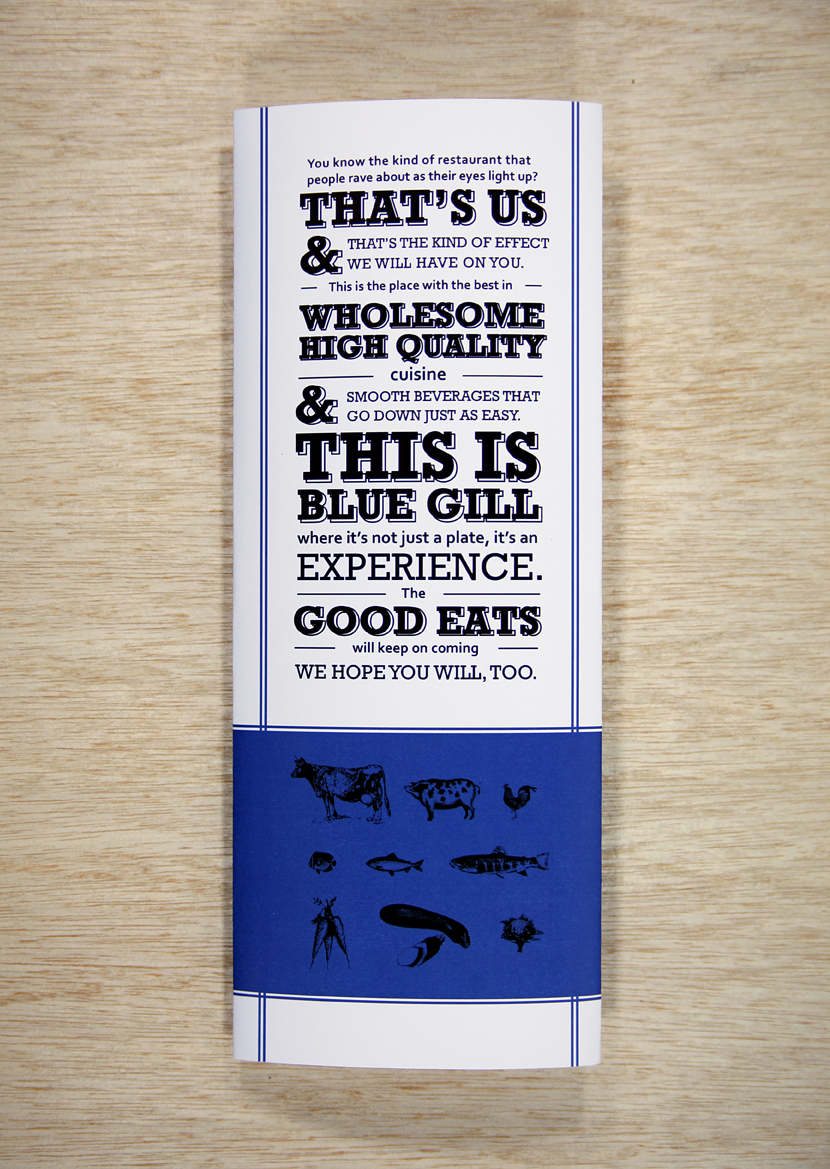 You know the kind of restaurant that
people rave about as their eyes light up?
THAT'S US
& THAT'S THE KIND OF EFFECT
WE WILL HAVE ON YOU.
This is the place with the best in
WHOLESOME
HIGH QUALITY
cuisine
& SMOOTH BEVERAGES THAT
GO DOWN JUST AS EASY.
THIS IS
BLUE GILL
where it's not just a plate, it's an
EXPERIENCE.
The
GOOD EATS
will keep on coming
WE HOPE YOU WILL, TOO.